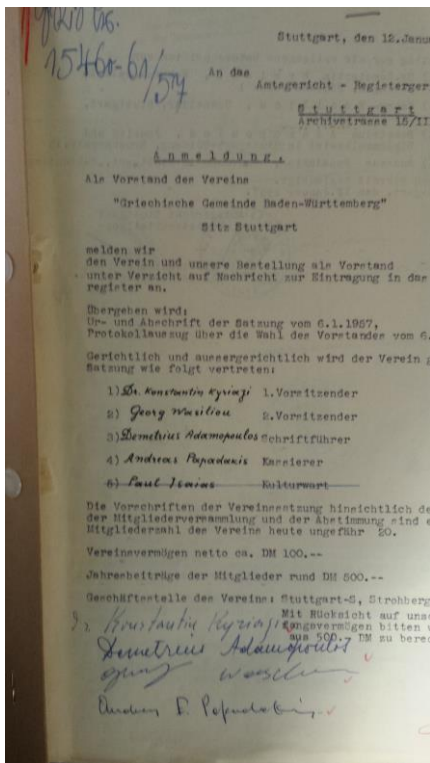 15460-61/57
Stuttgart, den 12.Janu
An das
Amtsgericht - Registerger
Stuttgart
Archivstrasse 15/II
Anmeldung.
Als Vorstand des Vereins
"Griechische Gemeinde Baden-Württemberg"
Sitz Stuttgart
melden wir
den Verein und unsere Bestellung als Vorstand
unter Verzicht auf Nachricht zur Eintragung in das
register an.
Übergeben wird:
Ur- und Abschrift der Satzung vom 6.1.1957,
Protokollauszug über die Wahl des Vorstandes vom 6.
Gerichtlich und aussergerichtlich wird der Verein
Satzung wie folgt vertreten:
1) Dr. Konstantin Kyriazi 1.Vorsitzender
2) Georg Wasiliou 2.Vorsitzender
3) Demetrius Adamopoulos Schriftführer
4) Andreas Papadakis Kassierer
5) Paul Isaias Kulturwart
Die Vorschriften der Vereinssatzung hinsichtlich de
der Mitgliederversammlung und der Abstimmung sind e
Mitgliederzahl des Vereins heute ungefähr 20.
Vereinsvermögen netto ca. DM 100.--
Jahresbeiträge der Mitglieder rund DM 500.--
Geschäftsstelle des Vereins: Stuttgart-S, Strohberg
Mit Rücksicht auf uns
fangsvermögen bitten
aus 500. DM zu bere
Konstantin Kyriazi
Demetrius Adamopoulos